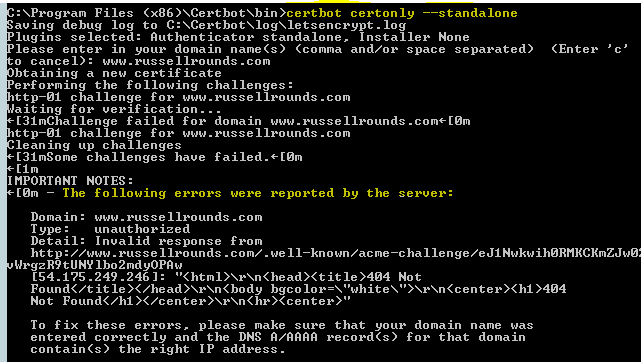 C:\Program Files (x86)\Certbot\bin>certbot certonly --standalone
Saving debug log to C:\Certbot\log\letsencrypt.log
Plugins selected: Authenticator standalone, Installer None
Please enter in your domain name(s) (comma and/or space separated)  (Enter 'c'
to cancel): www.russellrounds.com
Obtaining a new certificate
Performing the following challenges:
http-01 challenge for www.russellrounds.com
Waiting for verification...
←[31mChallenge failed for domain www.russellrounds.com←[0m
http-01 challenge for www.russellrounds.com
Cleaning up challenges
←[31mSome challenges have failed.←[0m
←[1m
IMPORTANT NOTES:
←[0m - The following errors were reported by the server:
Domain: www.russellrounds.com
Type:   unauthorized
Detail: Invalid response from
http://www.russellrounds.com/.well-known/acme-challenge/eJ1Nwkwih0RMKCKmZJw0
vWrgzR9tUNYlbo2mdyOPAw
[54.175.249.246]: "<html>\r\n<head><title>404 Not
Found</title></head>\r\n<body bgcolor=\"white\">\r\n<center><h1>404
Not Found</h1></center>\r\n<hr><center>"
To fix these errors, please make sure that your domain name was
entered correctly and the DNS A/AAAA record(s) for that domain
contain(s) the right IP address.